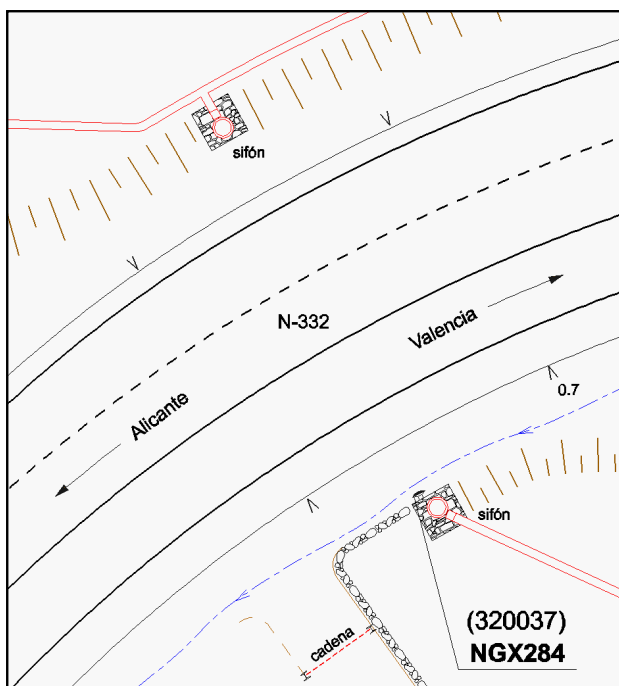 sifón
N-332
Valencia
Alicante
0.7
sifón
cadena
(320037)
NGX284